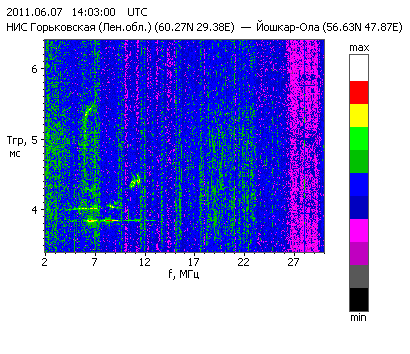 2011.06.07 14:03:00 UTC
НИС Горьковская (Лен.обл.) (60.27N 29.38E) — Йошкар-Ола (56.63N 47.87E)
max
6
5
Тгр,
мс
4
2 7 12 17 22 27
f, МГц
min